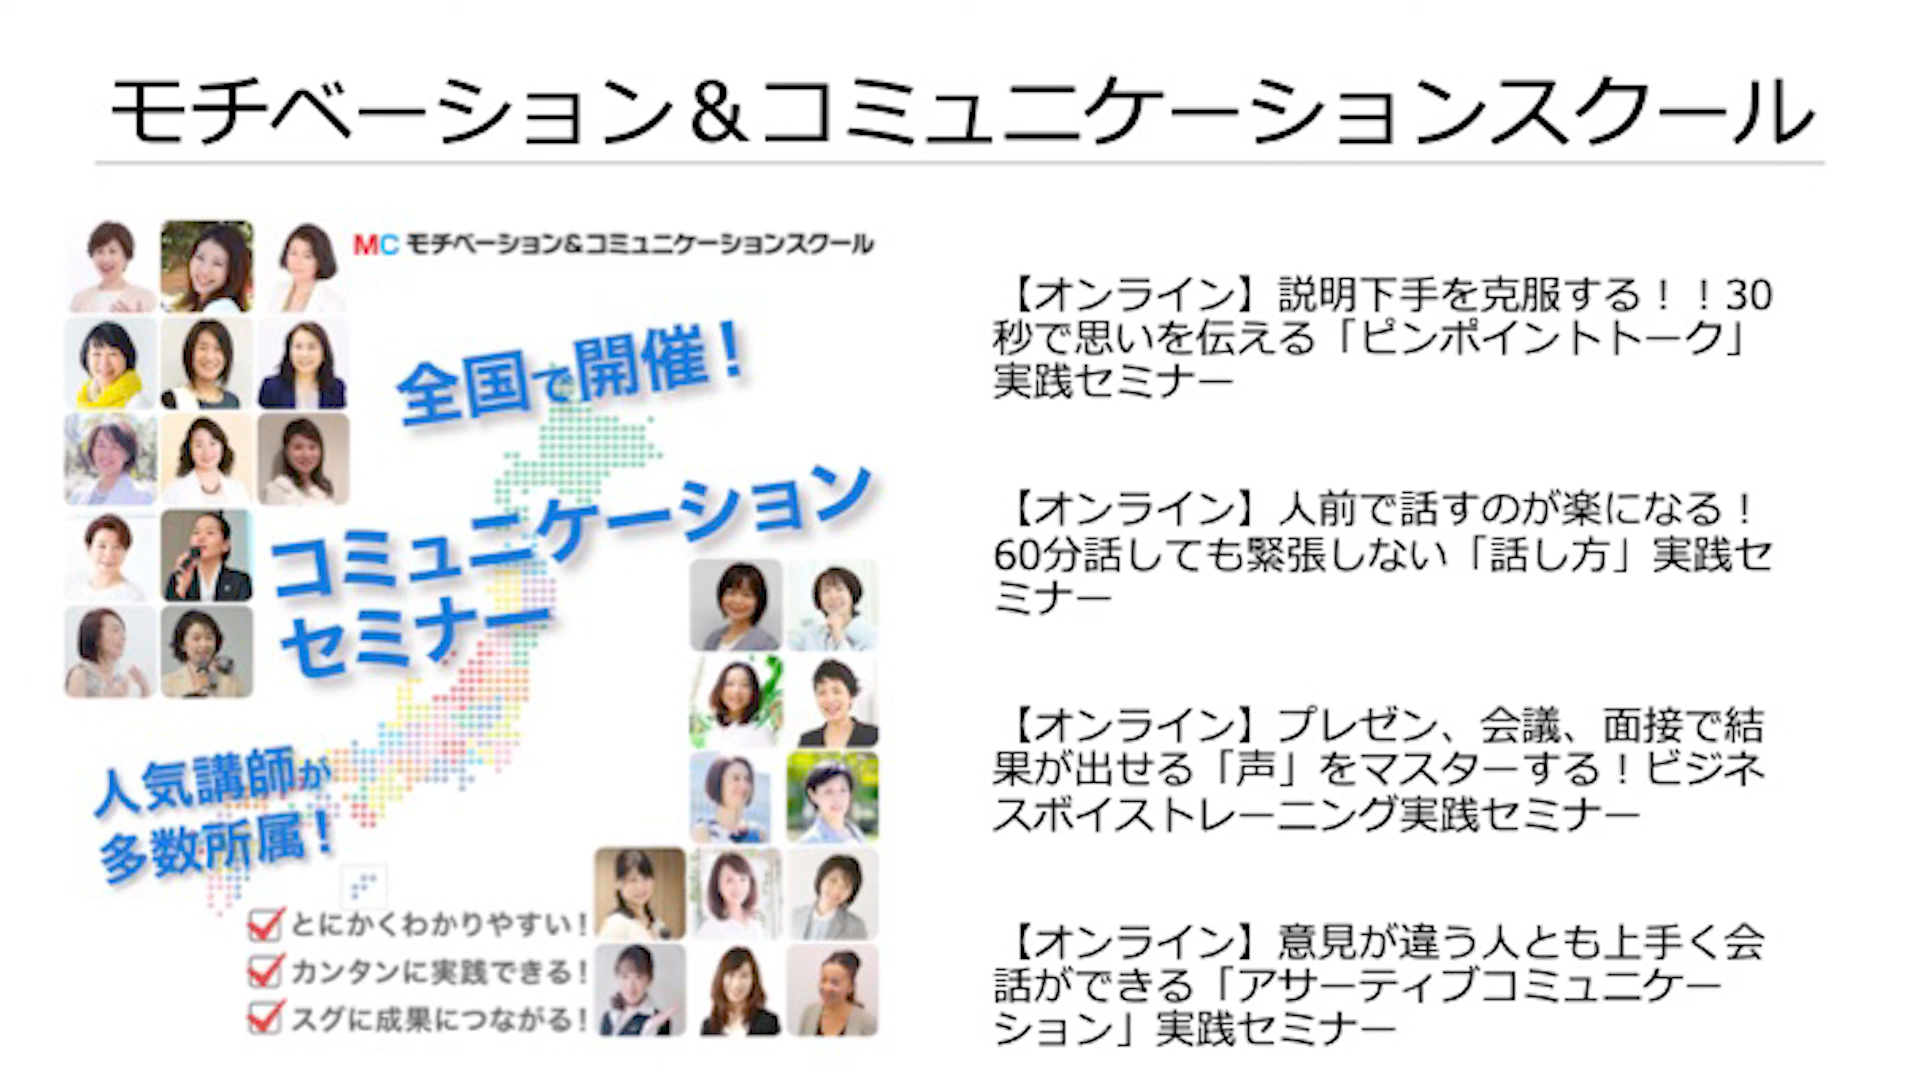 モチベーション＆コミュニケーションスクール
MC モチベーション＆コミュニケーションスクール
全国で開催！
コミュニケーション
セミナー
人気講師が
多数所属！
とにかくわかりやすい！
カンタンに実践できる！
スグに成果につながる！
【オンライン】説明下手を克服する！！30
秒で思いを伝える「ピンポイントトーク」
実践セミナー
【オンライン】人前で話すのが楽になる！
60分話しても緊張しない「話し方」実践セ
ミナー
【オンライン】プレゼン、会議、面接で結
果が出せる「声」をマスターする！ビジネ
スボイストレーニング実践セミナー
【オンライン】意見が違う人とも上手く会
話ができる「アサーティブコミュニケー
ション」実践セミナー